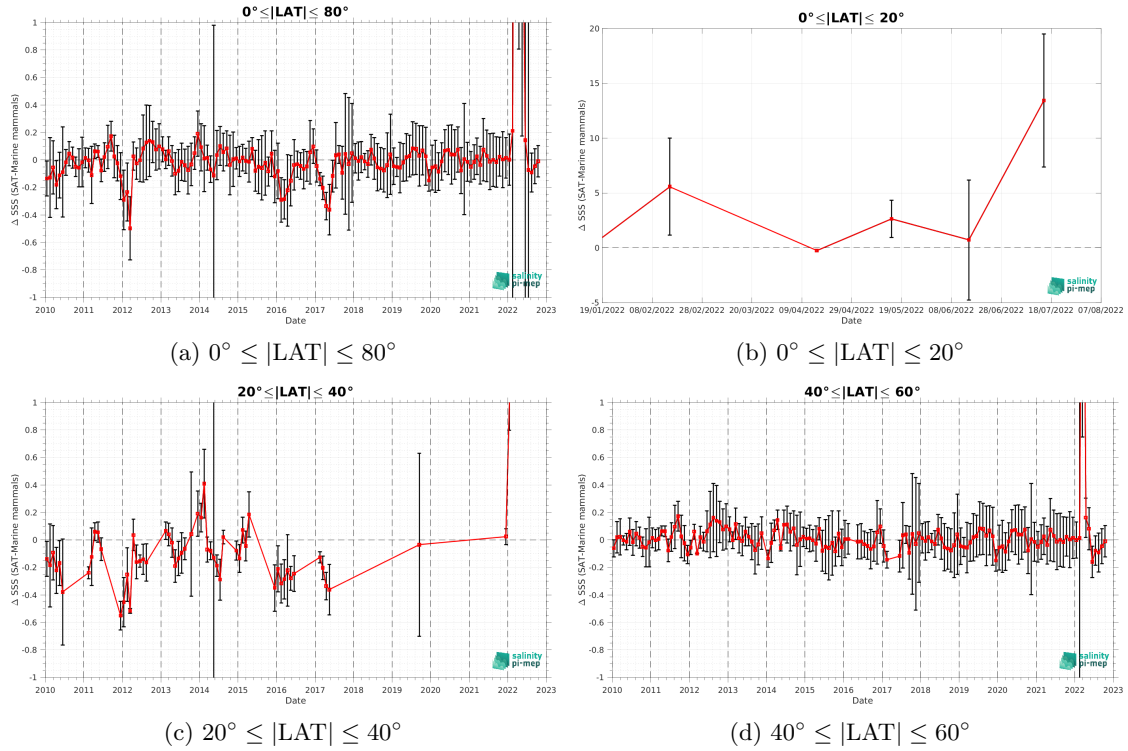 0°≤|LAT|≤ 80°
Δ SSS (SAT-Marine mammals)
1
0.8
0.6
0.4
0.2
0
-0.2
-0.4
-0.6
-0.8
-1
2010 2011 2012 2013 2014 2015 2016 2017 2018 2019 2020 2021 2022 2023
Date
salinity
pi-mep
(a) 0° ≤ |LAT| ≤ 80°
0°≤|LAT|≤ 20°
Δ SSS (SAT-Marine mammals)
20
15
10
5
0
-5
19/01/2022 08/02/2022 28/02/2022 20/03/2022 09/04/2022 29/04/2022 19/05/2022 08/06/2022 28/06/2022 18/07/2022 07/08/2022
Date
salinity
pi-mep
(b) 0° ≤ |LAT| ≤ 20°
20°≤|LAT|≤ 40°
Δ SSS (SAT-Marine mammals)
1
0.8
0.6
0.4
0.2
0
-0.2
-0.4
-0.6
-0.8
-1
2010 2011 2012 2013 2014 2015 2016 2017 2018 2019 2020 2021 2022 2023
Date
salinity
pi-mep
(c) 20° ≤ |LAT| ≤ 40°
40°≤|LAT|≤ 60°
Δ SSS (SAT-Marine mammals)
1
0.8
0.6
0.4
0.2
0
-0.2
-0.4
-0.6
-0.8
-1
2010 2011 2012 2013 2014 2015 2016 2017 2018 2019 2020 2021 2022 2023
Date
salinity
pi-mep
(d) 40° ≤ |LAT| ≤ 60°